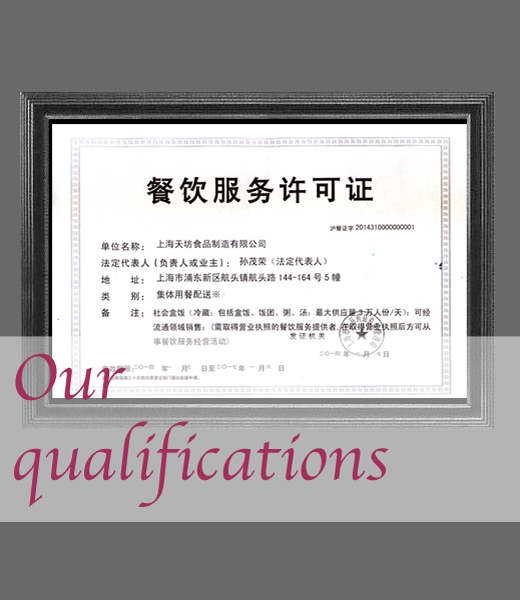 餐饮服务许可证
沪餐证字 2014310000000001
单位名称： 上海天坊食品制造有限公司
法定代表人（负责人或业主）： 孙茂荣（法定代表人）
地 址： 上海市浦东新区航头镇航头路 144-164 号 5 幢
类 别： 集体用餐配送※
备 注： 社会盒饭（冷藏：包括盒饭、饭团、粥、汤；最大供应量 3 万人份/天）；可经
流通领域销售；（需取得营业执照的餐饮服务提供者，在取得营业执照后方可从
事餐饮服务经营活动）
发证机关
二〇一四年 一月 七日
二〇一四 年 一月 日至二〇一七年 一月 六日
Our
qualifications